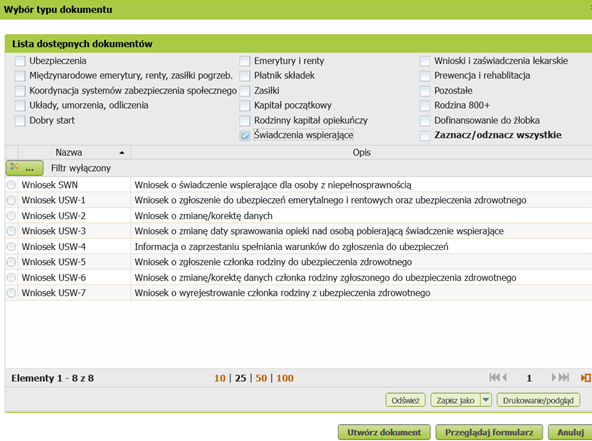 Wybór typu dokumentu
Lista dostępnych dokumentów
Ubezpieczenia Emerytury i renty Wnioski i zaświadczenia lekarskie
Międzynarodowe emerytury, renty, zasiłki pogrzeb. Płatnik składek Prewencja i rehabilitacja
Koordynacja systemów zabezpieczenia społecznego Zasiłki Pozostałe
Układy, umorzenia, odliczenia Kapitał początkowy Rodzina 800+
Dobry start Rodzinny kapitał opiekuńczy Dofinansowanie do żłobka
Świadczenia wspierające Zaznacz/odznacz wszystkie
Nazwa Opis
... Filtr wyłączony
Wniosek SWN Wniosek o świadczenie wspierające dla osoby z niepełnosprawnością
Wniosek USW-1 Wniosek o zgłoszenie do ubezpieczeń emerytalnego i rentowych oraz ubezpieczenia zdrowotnego
Wniosek USW-2 Wniosek o zmianę/korektę danych
Wniosek USW-3 Wniosek o zmianę daty sprawowania opieki nad osobą pobierającą świadczenie wspierające
Wniosek USW-4 Informacja o zaprzestaniu spełniania warunków do zgłoszenia do ubezpieczeń
Wniosek USW-5 Wniosek o zgłoszenie członka rodziny do ubezpieczenia zdrowotnego
Wniosek USW-6 Wniosek o zmianę/korektę danych członka rodziny zgłoszonego do ubezpieczenia zdrowotnego
Wniosek USW-7 Wniosek o wyrejestrowanie członka rodziny z ubezpieczenia zdrowotnego
Elementy 1 - 8 z 8 10 | 25 | 50 | 100 1
Odśwież Zapisz jako Drukowanie/podgląd
Utwórz dokument Przeglądaj formularz Anuluj